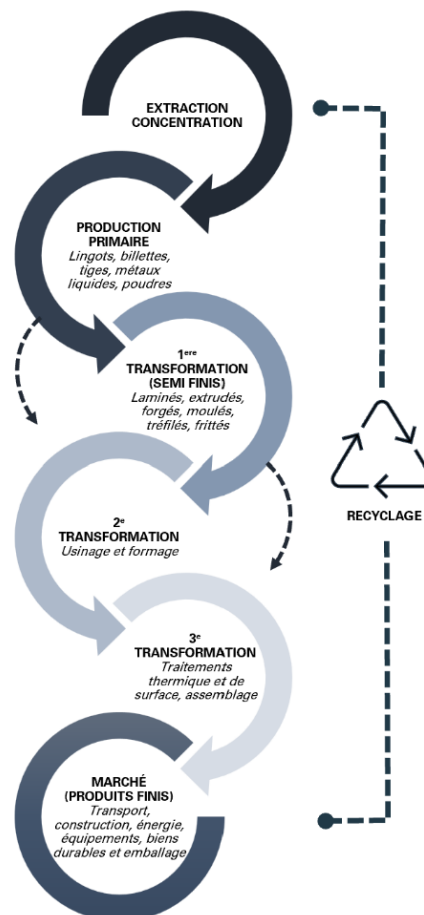 EXTRACTION
CONCENTRATION
PRODUCTION
PRIMAIRE
Lingots, billettes,
tiges, métaux
liquides, poudres
1ere
TRANSFORMATION
(SEMI FINIS)
Laminés, extrudés,
forgés, moulés,
tréfilés, frittés
RECYCLAGE
2e
TRANSFORMATION
Usinage et formage
3e
TRANSFORMATION
Traitements
thermique et de
surface, assemblage
MARCHÉ
(PRODUITS FINIS)
Transport,
construction, énergie,
équipements, biens
durables et emballage